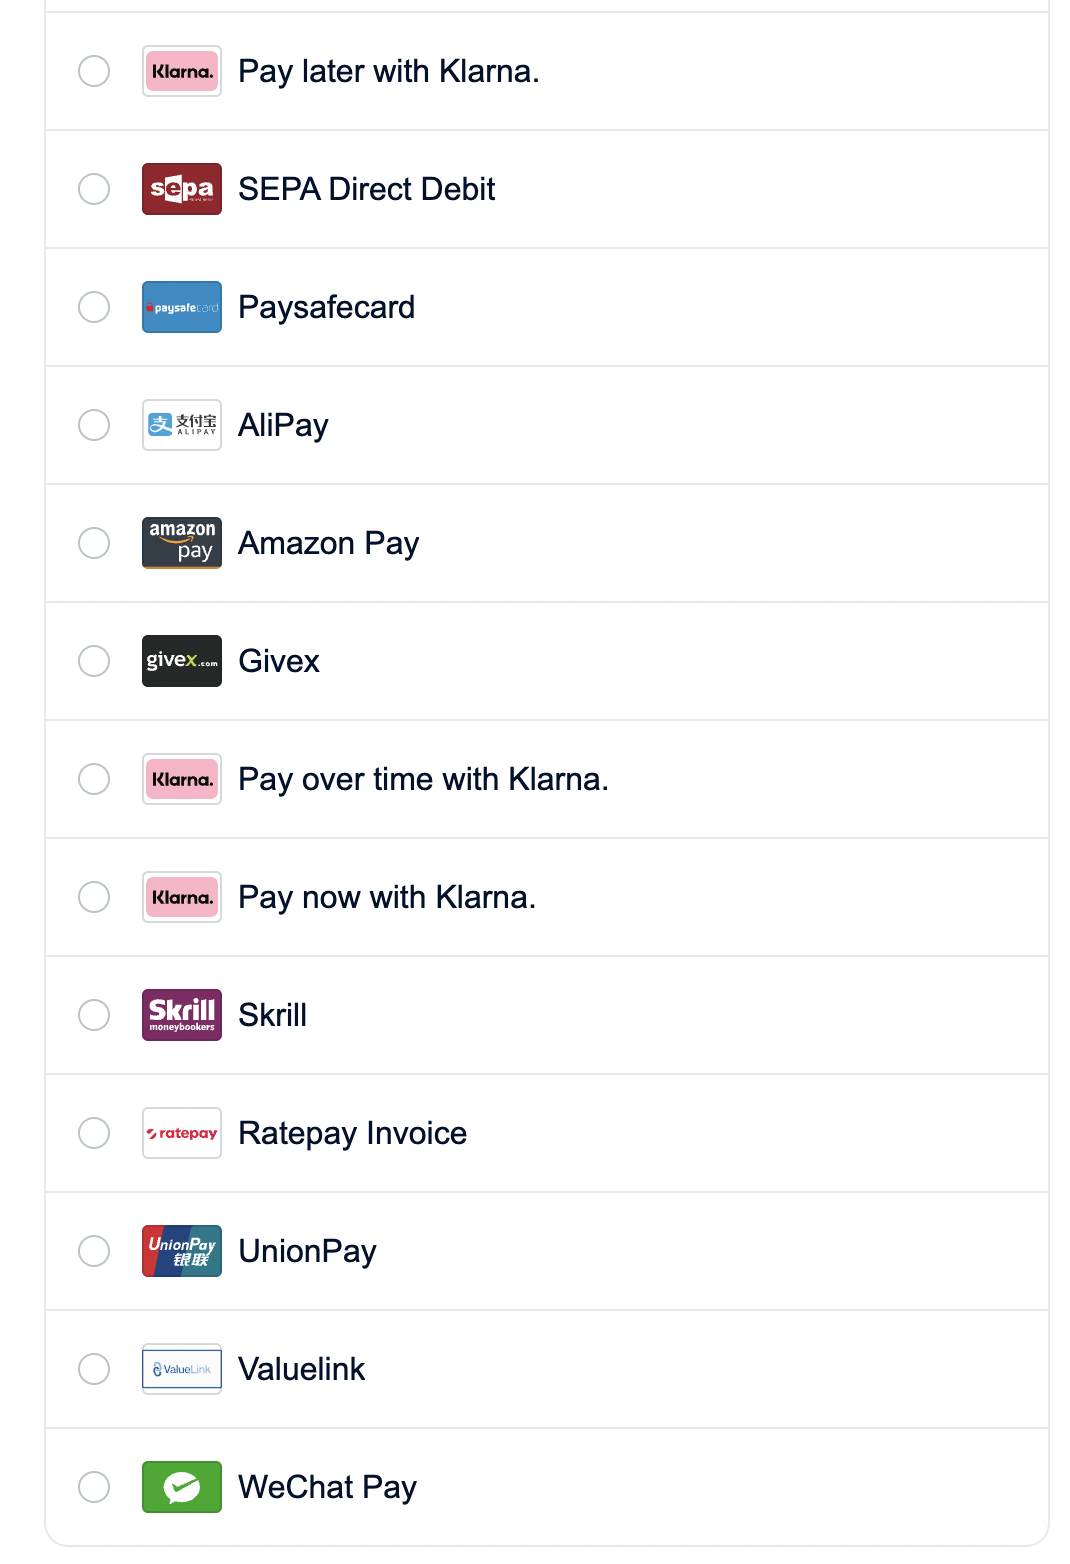 Klarna.
Pay later with Klarna.
sepa
SEPA Direct Debit
paysafecard
Paysafecard
支付宝
ALIPAY
AliPay
amazon
pay
Amazon Pay
givex.com
Givex
Klarna.
Pay over time with Klarna.
Klarna.
Pay now with Klarna.
Skrill
moneybookers
Skrill
ratepay
Ratepay Invoice
UnionPay
银联
UnionPay
ValueLink
Valuelink
WeChat Pay